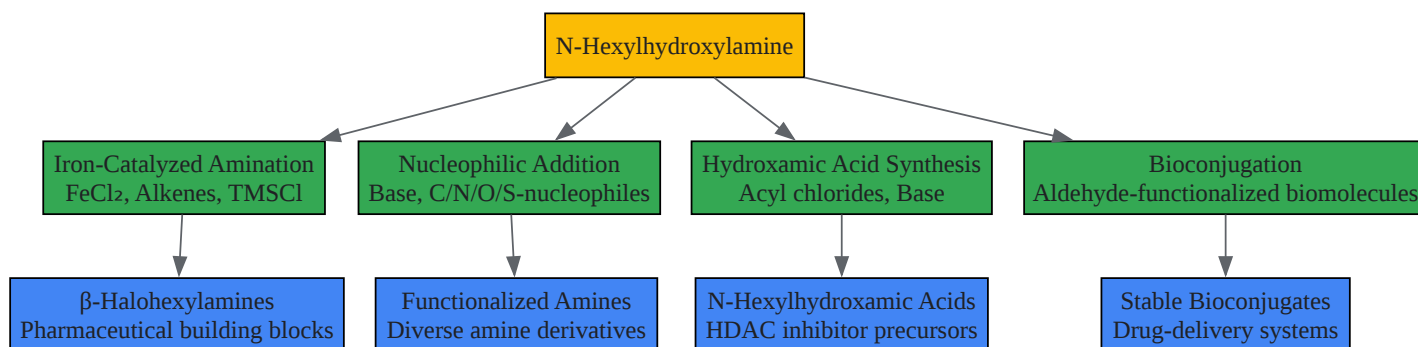 N-Hexylhydroxylamine
Iron-Catalyzed Amination
FeCl₂, Alkenes, TMSCl
Nucleophilic Addition
Base, C/N/O/S-nucleophiles
Hydroxamic Acid Synthesis
Acyl chlorides, Base
Bioconjugation
Aldehyde-functionalized biomolecules
β-Halohexylamines
Pharmaceutical building blocks
Functionalized Amines
Diverse amine derivatives
N-Hexylhydroxamic Acids
HDAC inhibitor precursors
Stable Bioconjugates
Drug-delivery systems